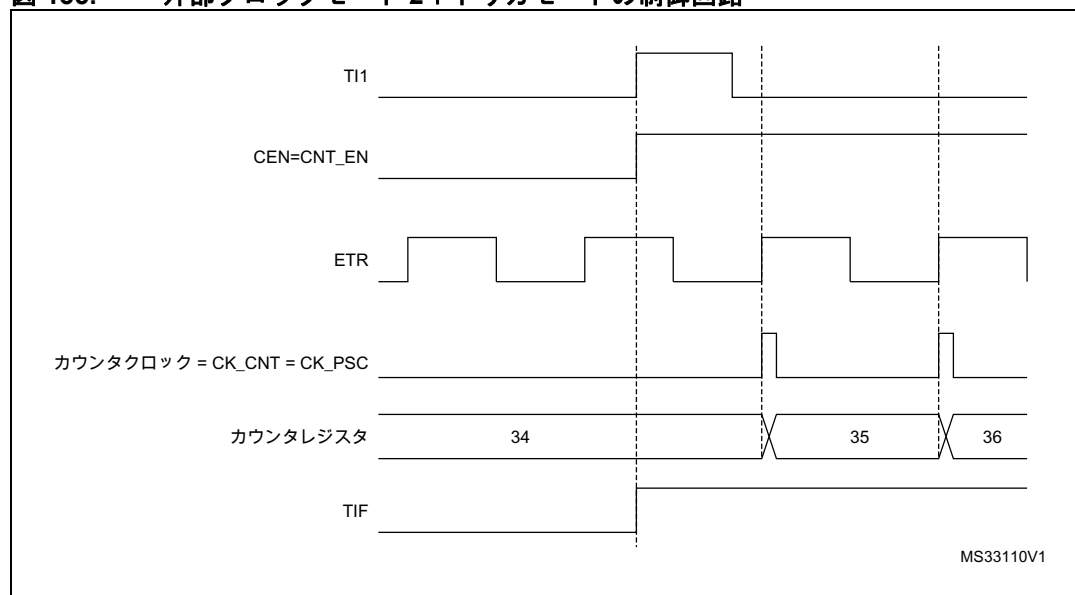 TI1
CEN=CNT_EN
ETR
カウンタクロック = CK_CNT = CK_PSC
カウンタレジスタ 34 35 36
TIF
MS33110V1